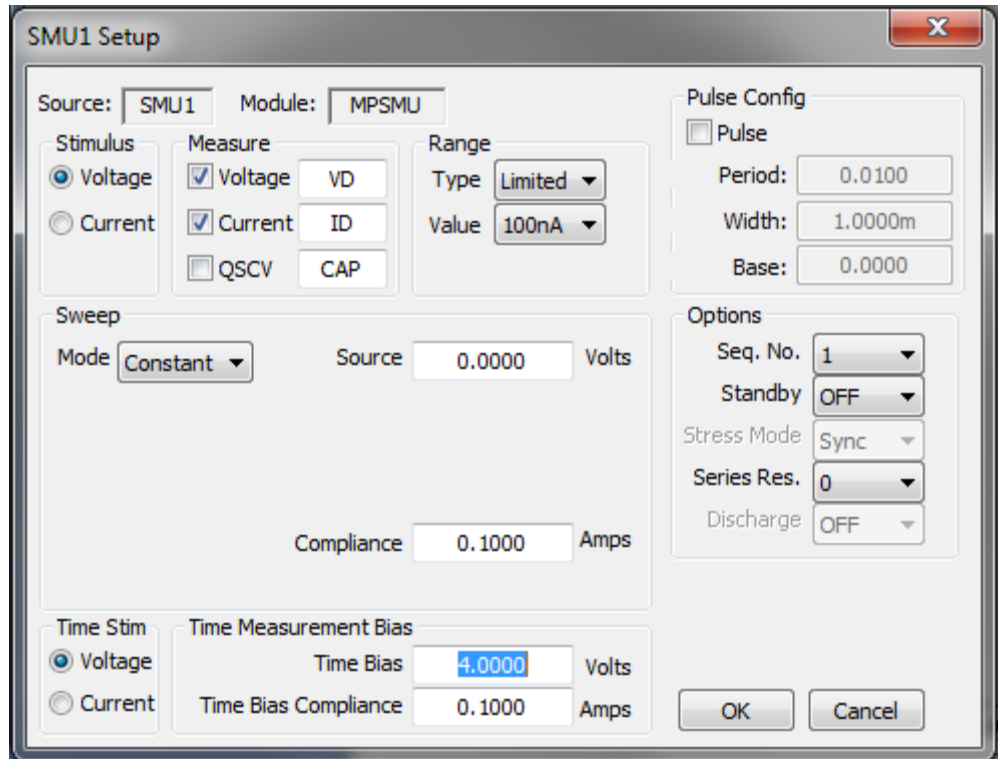 SMU1 Setup
Source: SMU1 Module: MPSMU
Stimulus
Voltage
Current
Measure
Voltage VD
Current ID
QSCV CAP
Range
Type Limited
Value 100nA
Pulse Config
Pulse
Period: 0.0100
Width: 1.0000m
Base: 0.0000
Sweep
Mode Constant Source 0.0000 Volts
Compliance 0.1000 Amps
Options
Seq. No. 1
Standby OFF
Stress Mode Sync
Series Res. 0
Discharge OFF
Time Stim
Voltage
Current
Time Measurement Bias
Time Bias 4.0000 Volts
Time Bias Compliance 0.1000 Amps
OK Cancel